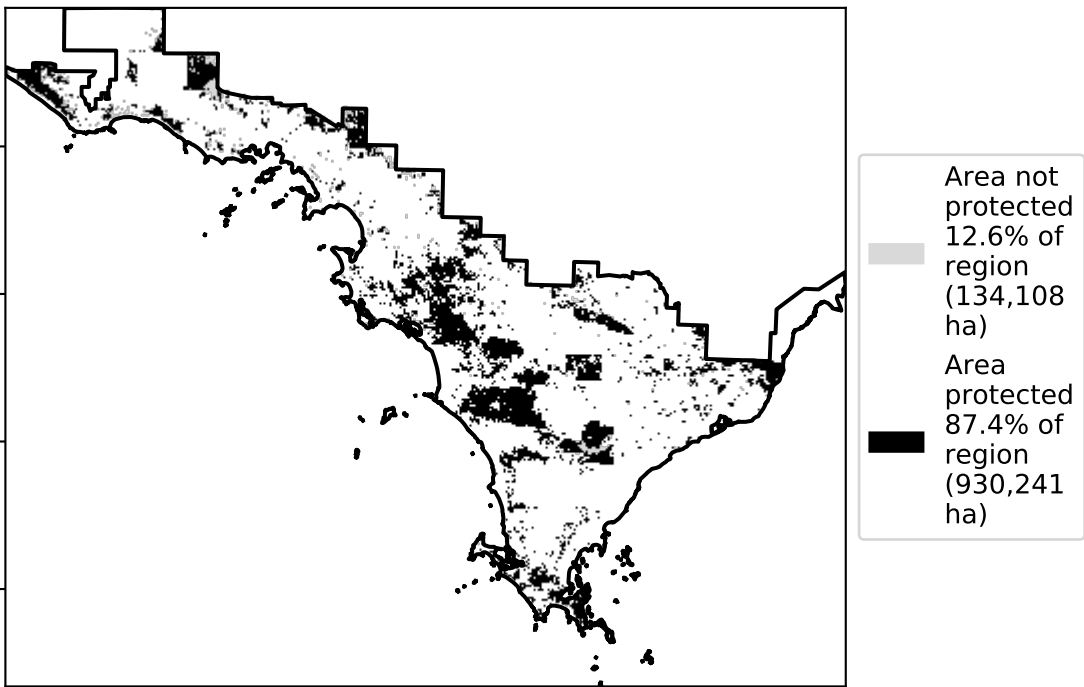 Area not
protected
12.6% of
region
(134,108
ha)
Area
protected
87.4% of
region
(930,241
ha)